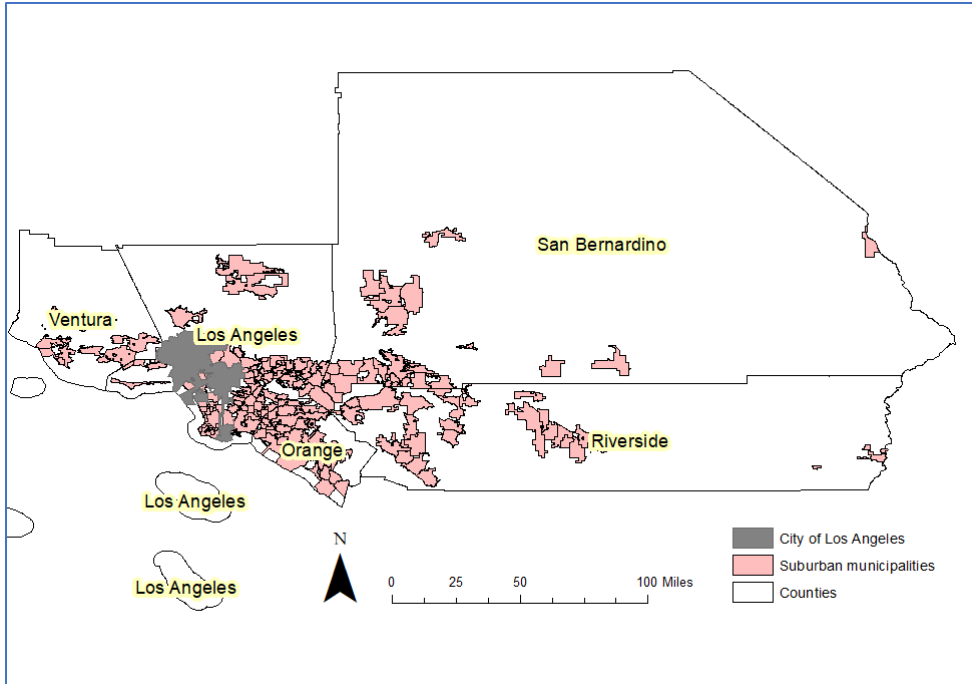 San Bernardino
Ventura
Los Angeles
Riverside
Orange
Los Angeles
Los Angeles
N
0 25 50 100 Miles
City of Los Angeles
Suburban municipalities
Counties